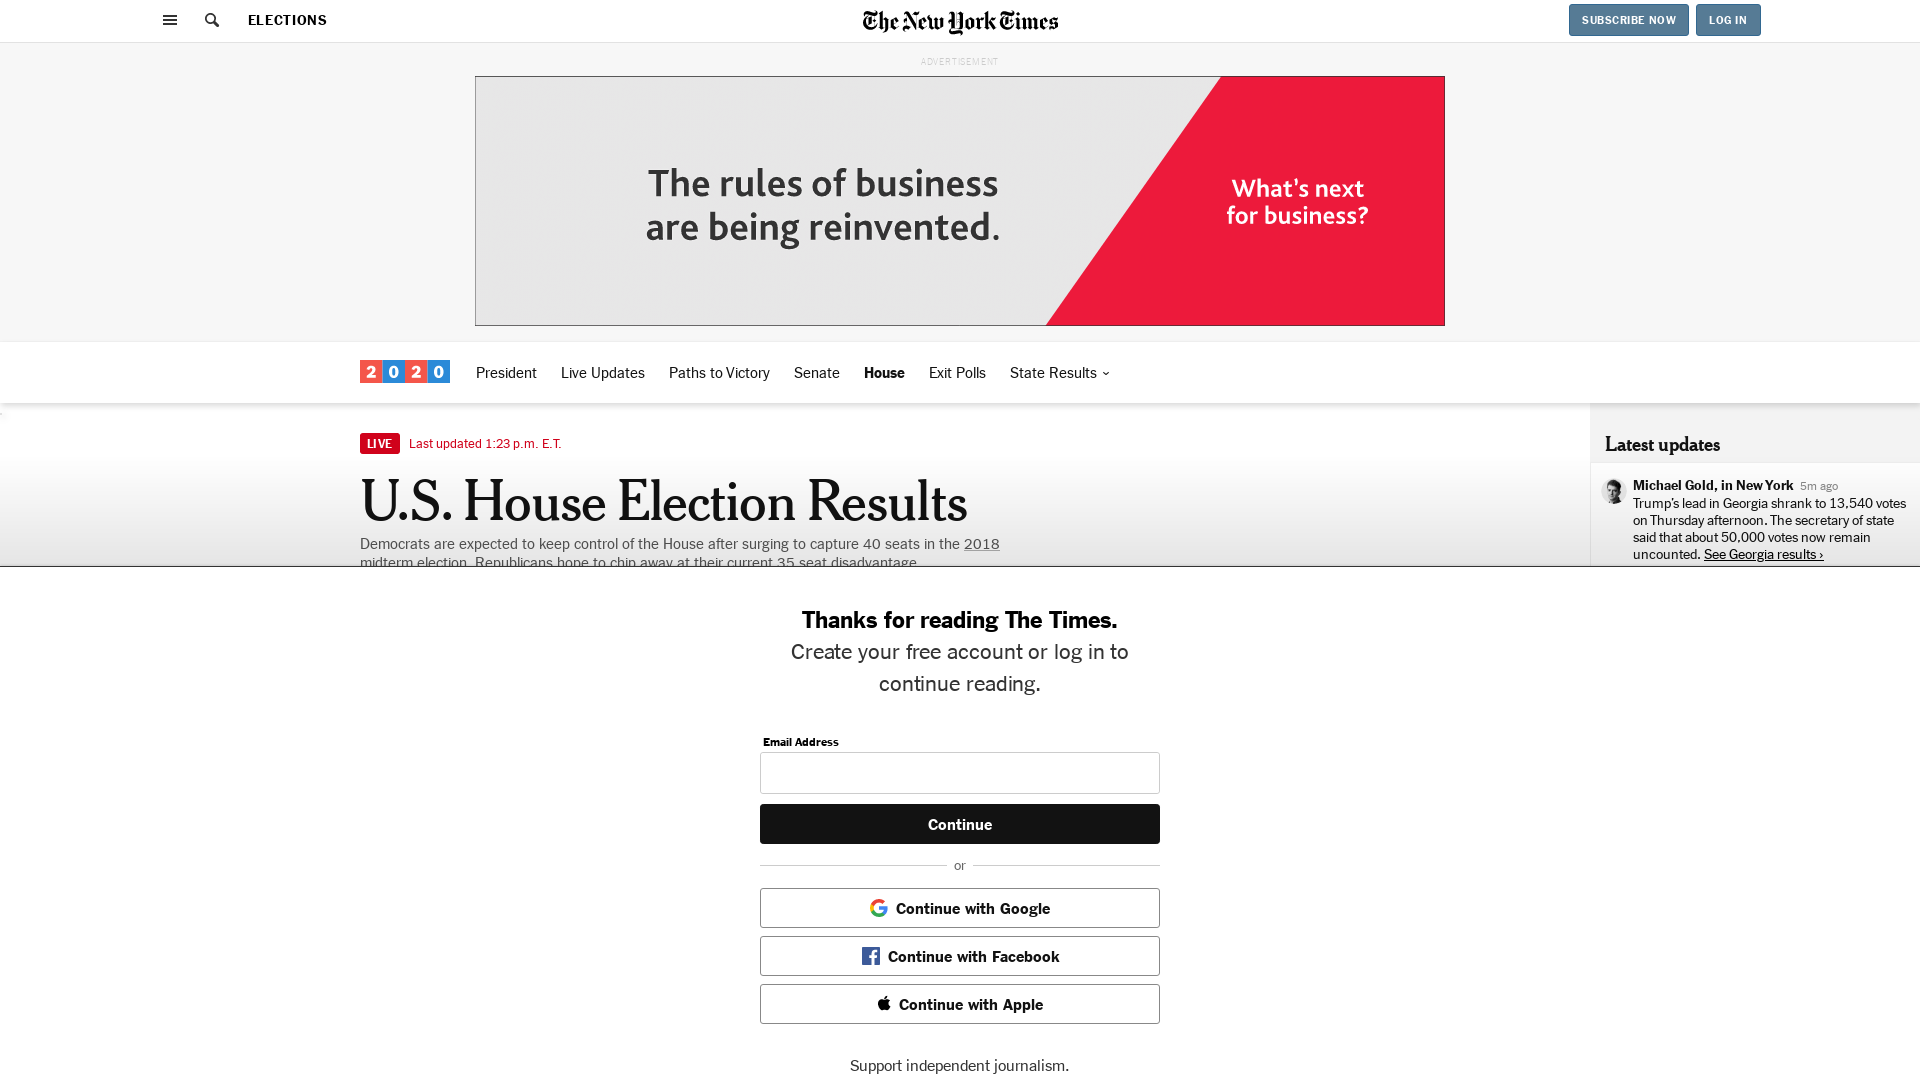 ELECTIONS
The New York Times
SUBSCRIBE NOW
LOG IN
ADVERTISEMENT
The rules of business
are being reinvented.
What's next
for business?
2020
President
Live Updates
Paths to Victory
Senate
House
Exit Polls
State Results
LIVE
Last updated 1:23 p.m. E.T.
U.S. House Election Results
Democrats are expected to keep control of the House after surging to capture 40 seats in the 2018
midterm election. Republicans hope to chip away at their current 35 seat disadvantage.
Latest updates
Michael Gold, in New York 5m ago
Trump's lead in Georgia shrank to 13,540 votes
on Thursday afternoon. The secretary of state
said that about 50,000 votes now remain
uncounted. See Georgia results ›
Thanks for reading The Times.
Create your free account or log in to
continue reading.
Email Address
Continue
or
Continue with Google
Continue with Facebook
Continue with Apple
Support independent journalism.